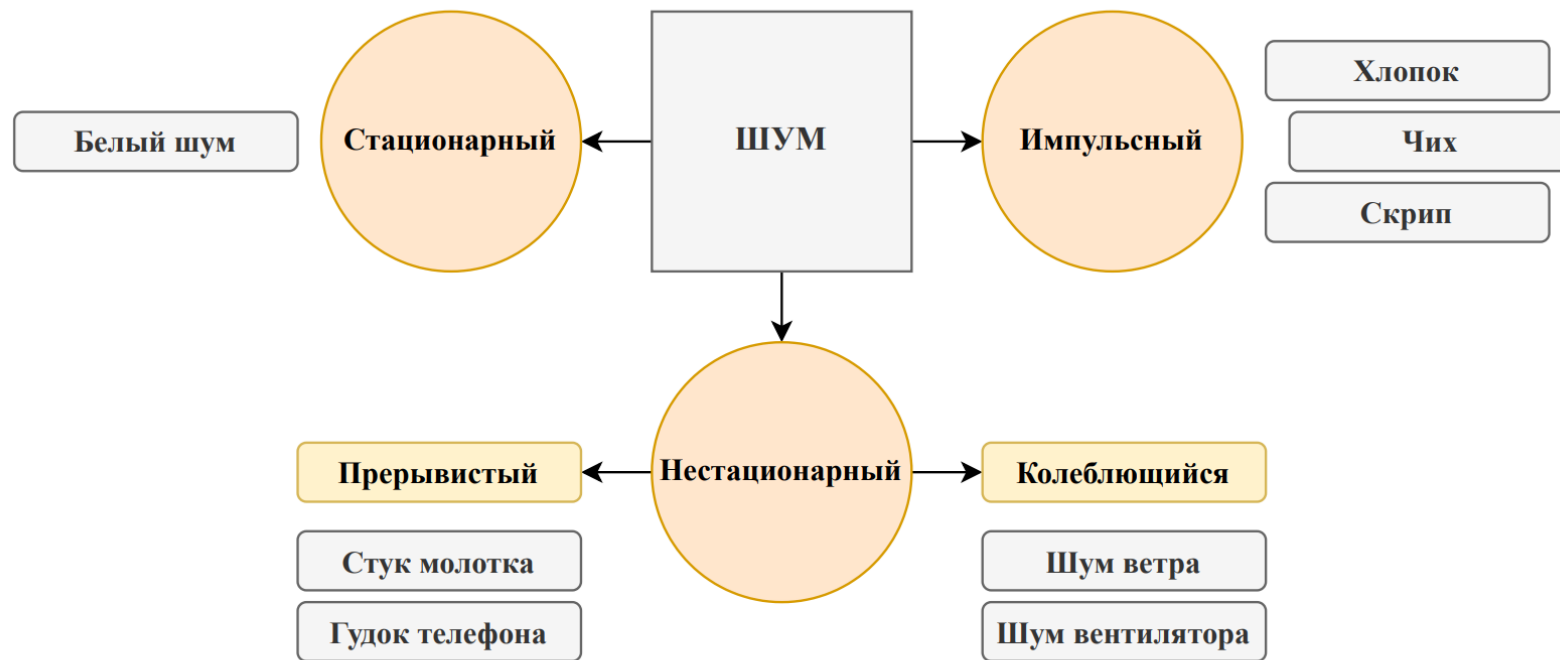 ШУМ
Стационарный
Белый шум
Импульсный
Хлопок
Чих
Скрип
Нестационарный
Прерывистый
Стук молотка
Гудок телефона
Колеблющийся
Шум ветра
Шум вентилятора